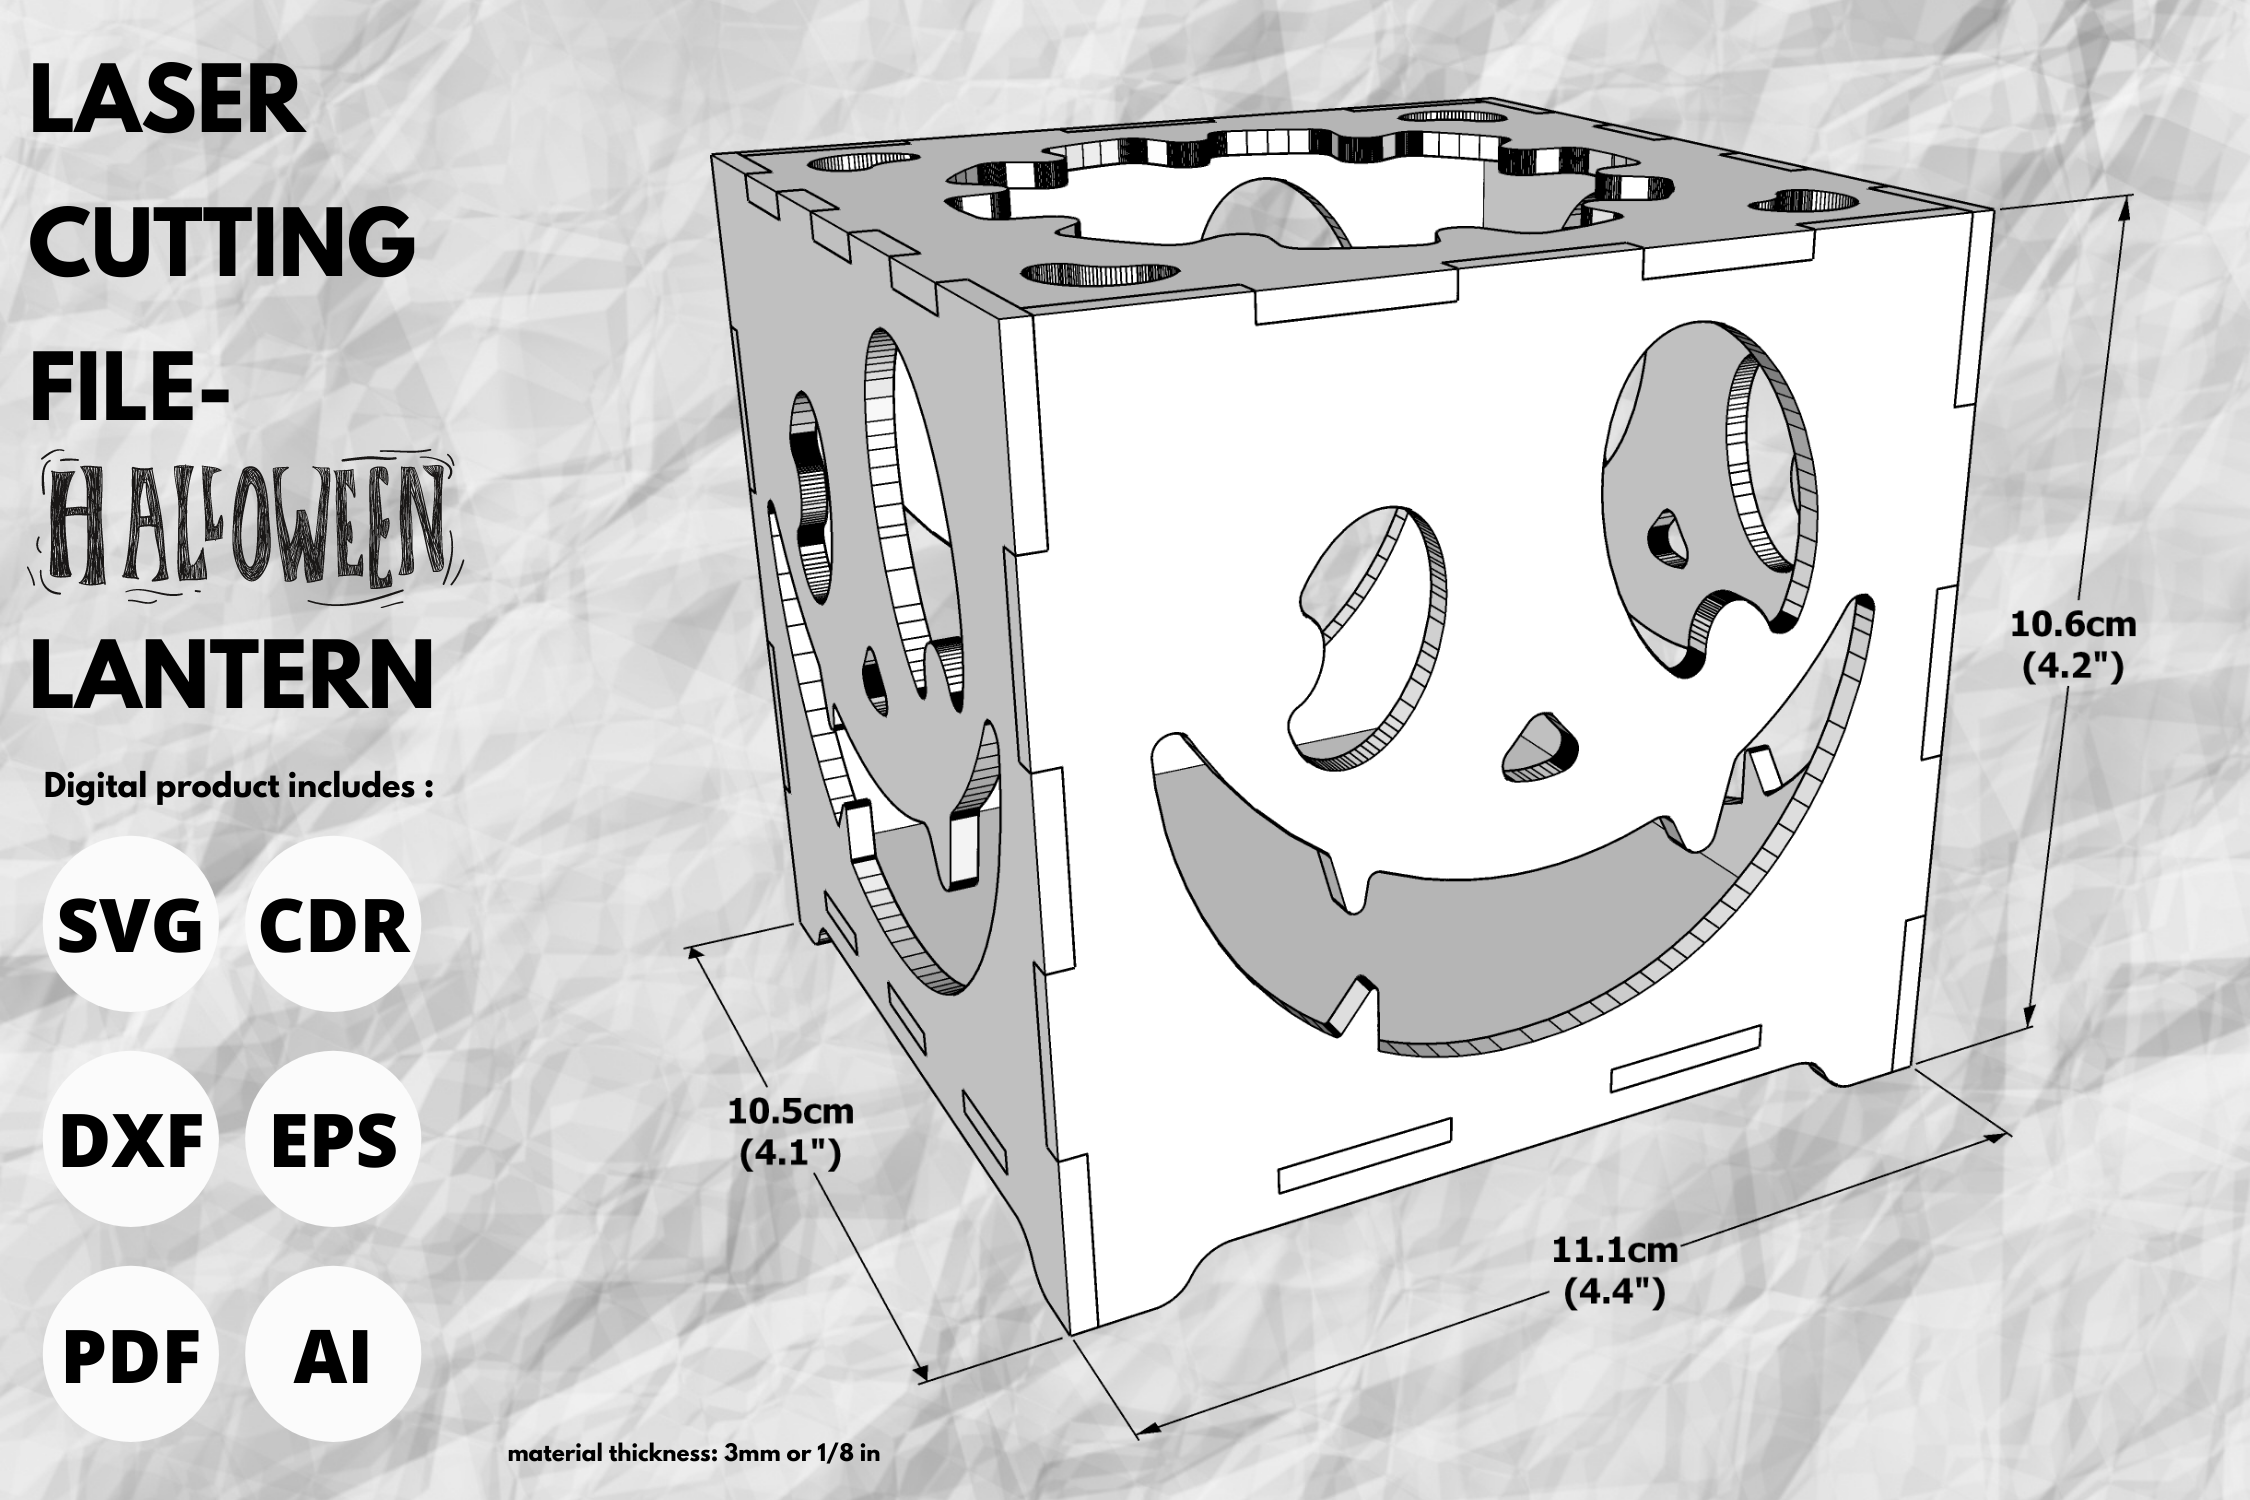 LASER
CUTTING
FILE-
HALLOWEEN
LANTERN
Digital product includes :
SVG CDR
DXF EPS
PDF AI
10.6cm
(4.2")
10.5cm
(4.1")
11.1cm
(4.4")
material thickness: 3mm or 1/8 in